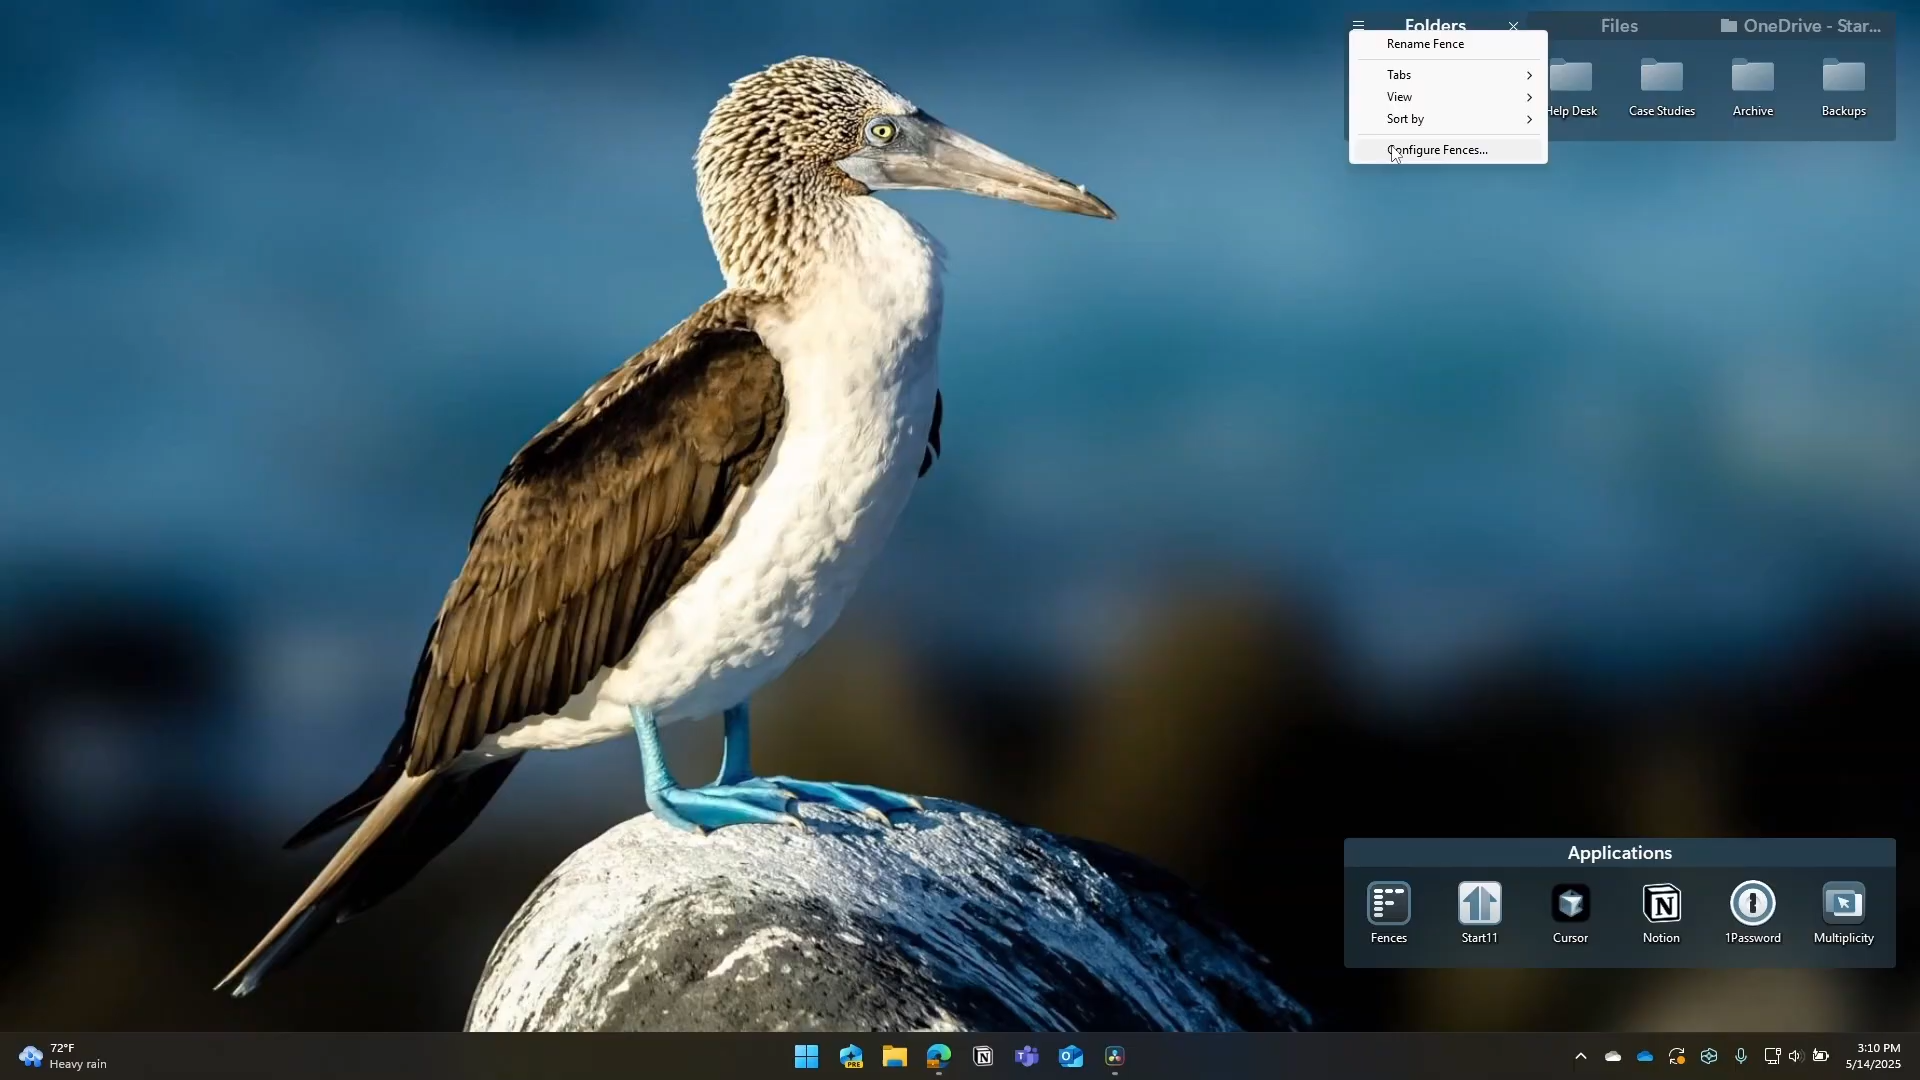 Folders
Files
OneDrive - Star...
Rename Fence
Tabs
View
Sort by
Configure Fences...
Help Desk
Case Studies
Archive
Backups
Applications
Fences
Start11
Cursor
Notion
1Password
Multiplicity
72°F
Heavy rain
PRE
3:10 PM
5/14/2025